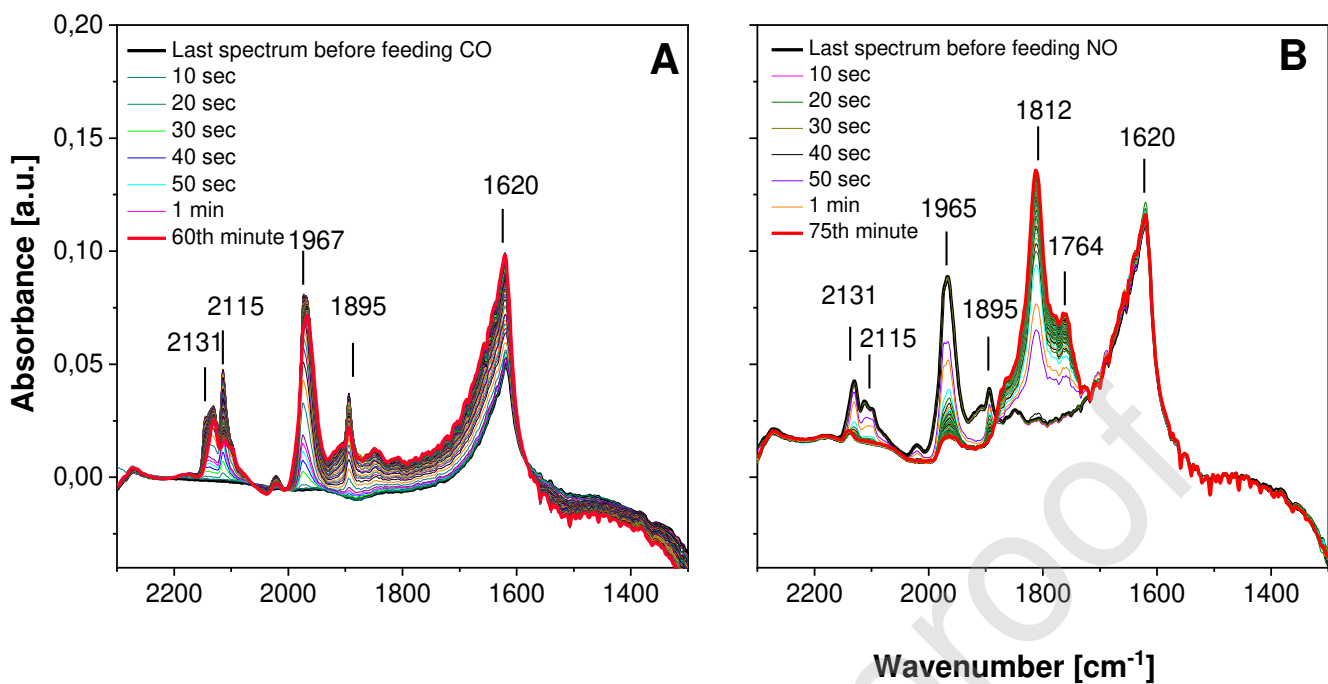 Absorbance [a.u.]
0,20
0,15
0,10
0,05
0,00
A
Last spectrum before feeding CO
10 sec
20 sec
30 sec
40 sec
50 sec
1 min
60th minute
2131
2115
1967
1895
1620
2200 2000 1800 1600 1400
B
Last spectrum before feeding NO
10 sec
20 sec
30 sec
40 sec
50 sec
1 min
75th minute
2131
2115
1965
1895
1812
1764
1620
2200 2000 1800 1600 1400
Wavenumber [cm⁻¹]
proof